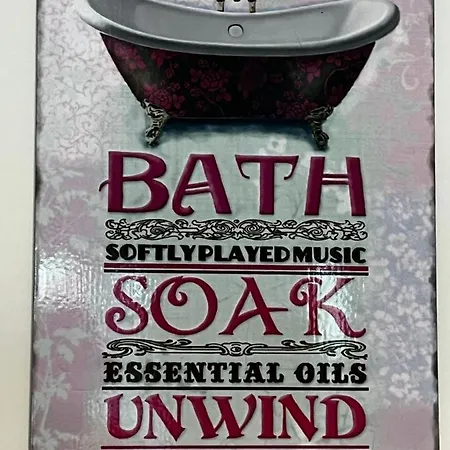 BATH
SOFTLY PLAYED MUSIC
SOAK
ESSENTIAL OILS
UNWIND